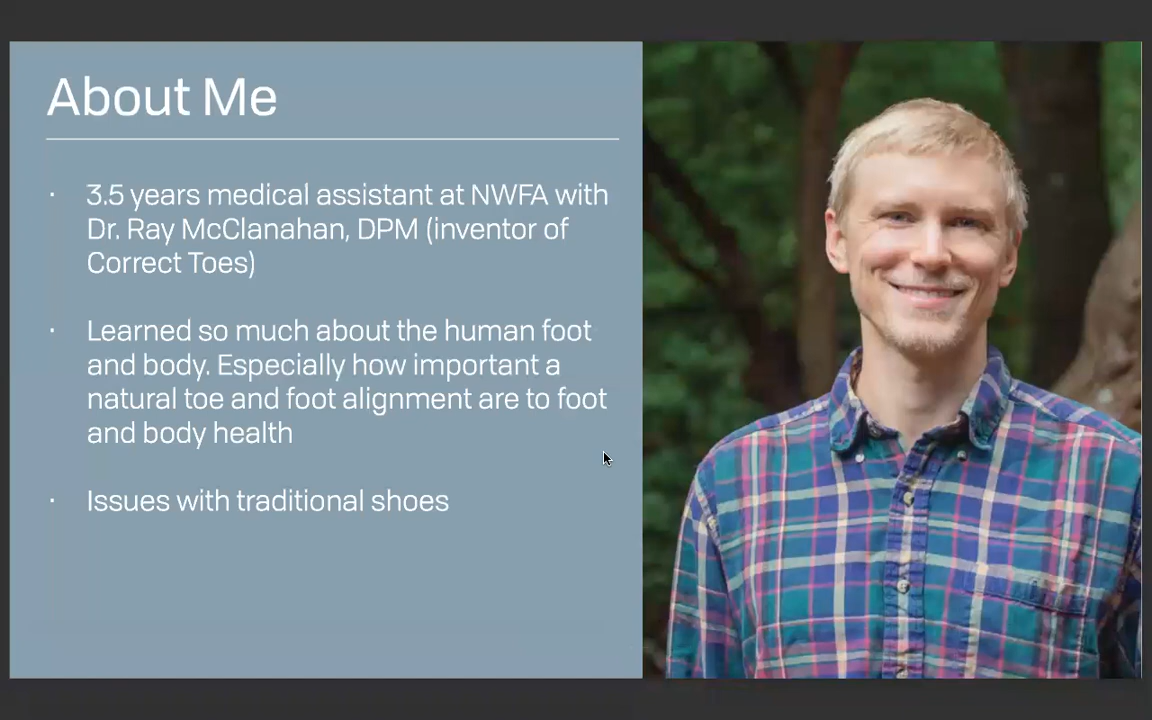 About Me
· 3.5 years medical assistant at NWFA with
Dr. Ray McClanahan, DPM (inventor of
Correct Toes)
· Learned so much about the human foot
and body. Especially how important a
natural toe and foot alignment are to foot
and body health
· Issues with traditional shoes